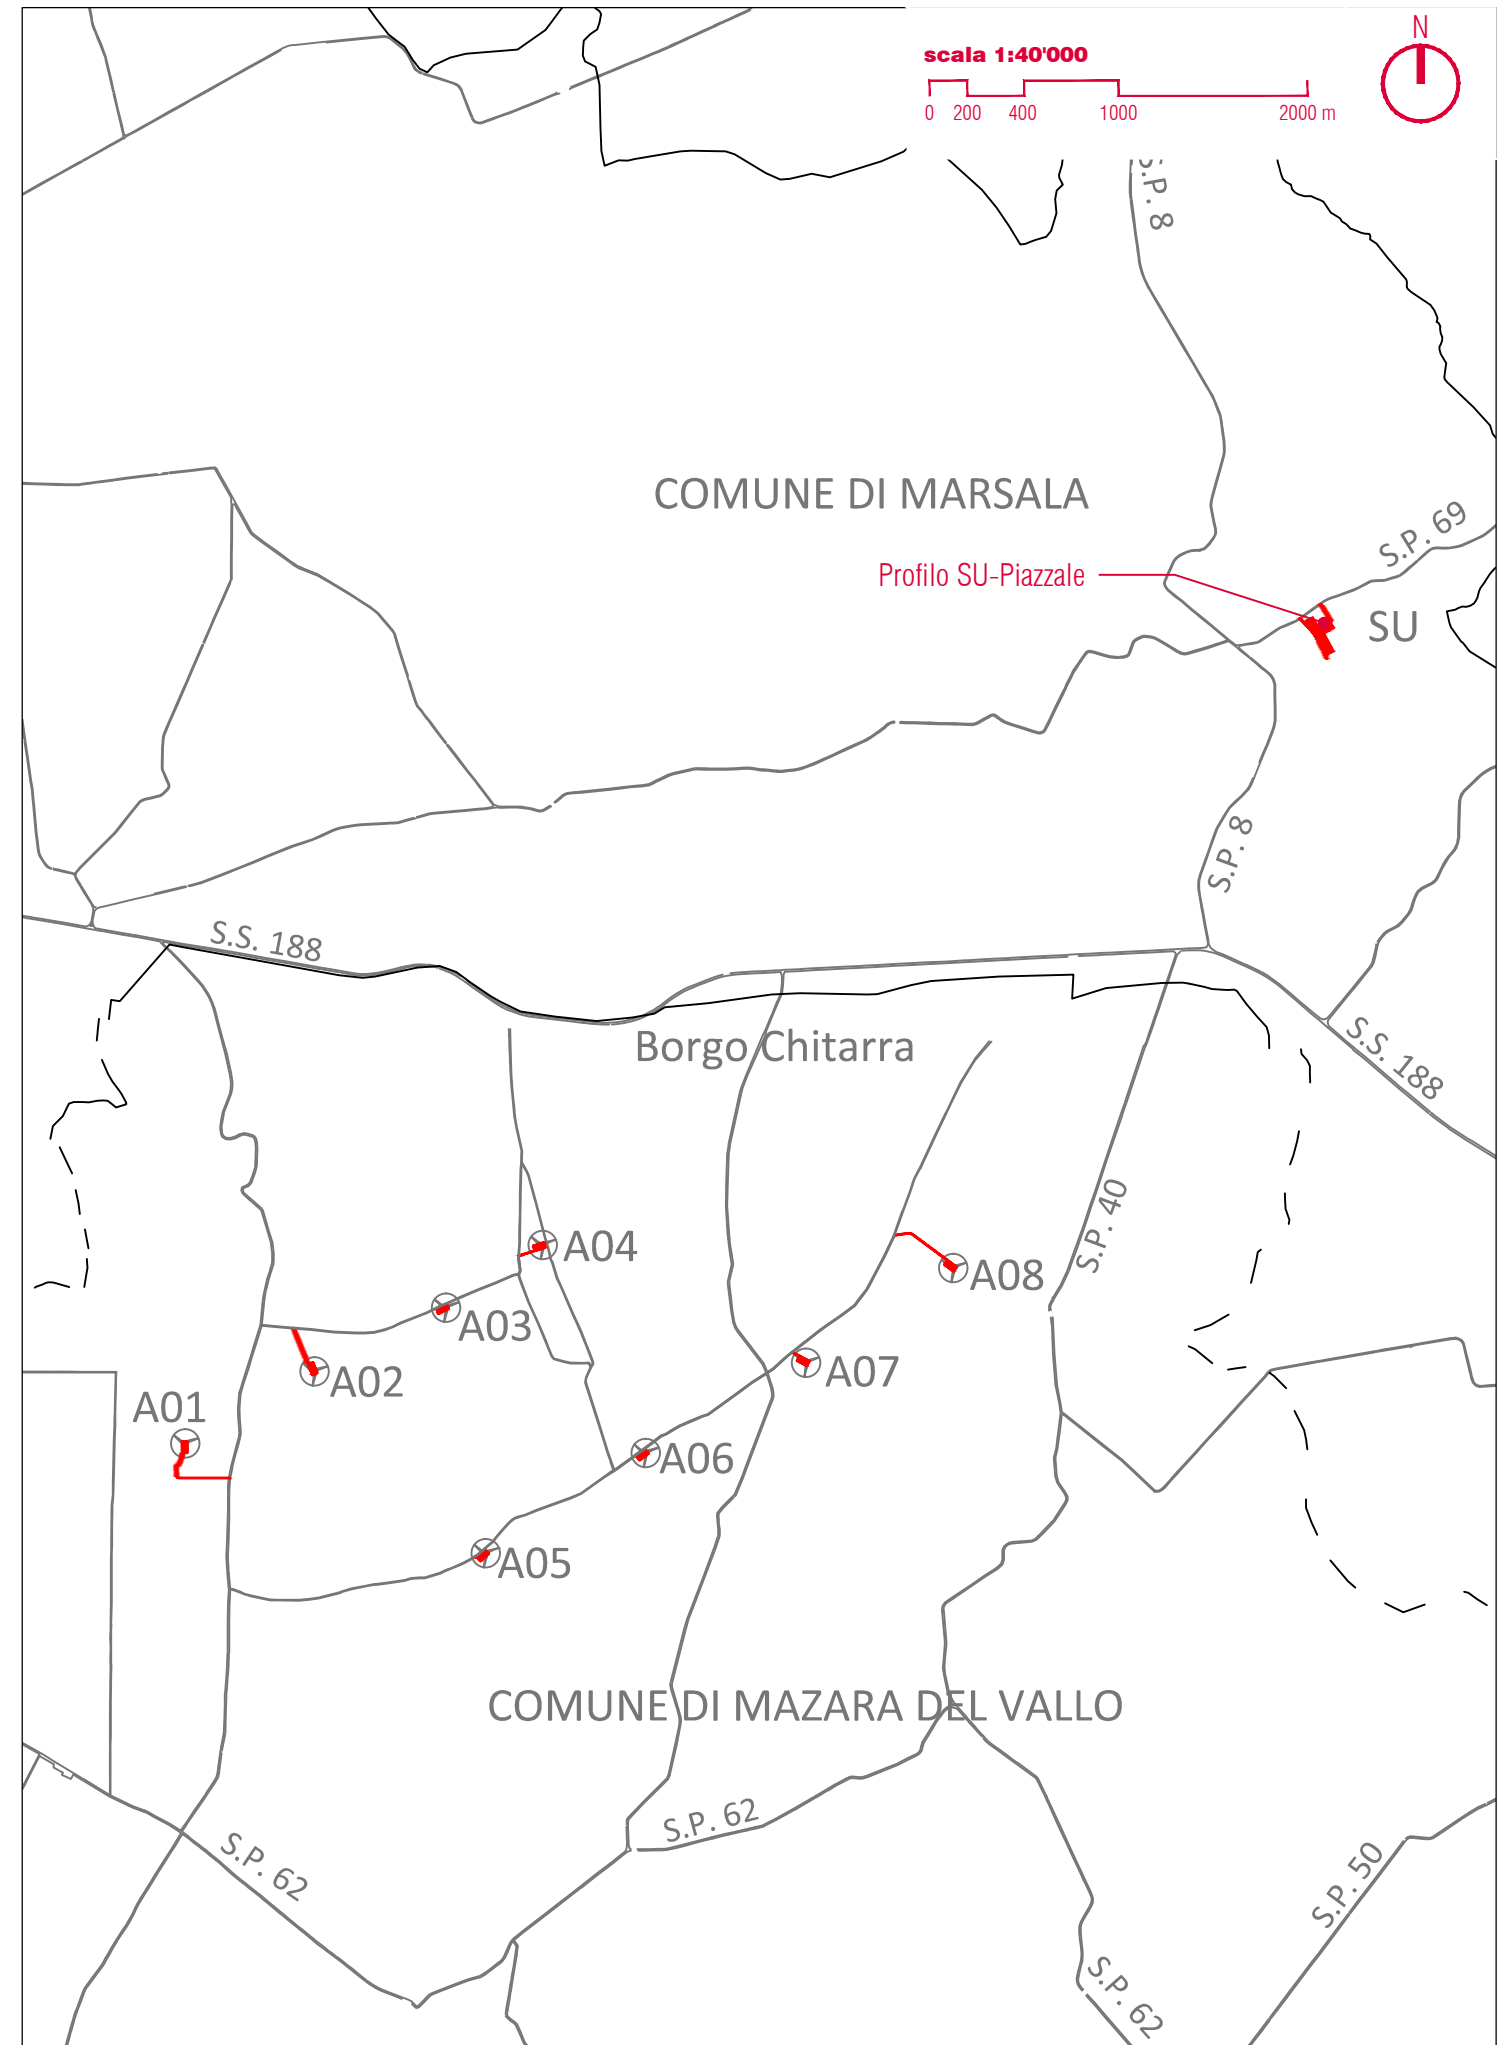 N
scala 1:40'000
0 200 400 1000 2000 m
S.P. 8
COMUNE DI MARSALA
S.P. 69
Profilo SU-Piazzale
SU
S.P. 8
S.S. 188
Borgo Chitarra
S.S. 188
S.P. 40
A04
A08
A03
A02
A07
A01
A06
A05
COMUNE DI MAZARA DEL VALLO
S.P. 62
S.P. 62
S.P. 50
S.P. 62